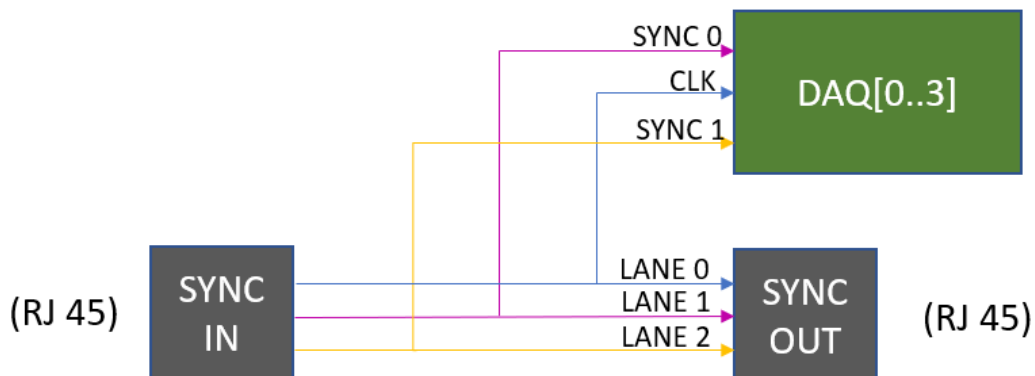 SYNC 0
CLK
SYNC 1
DAQ[0..3]
(RJ 45)
SYNC
IN
LANE 0
LANE 1
LANE 2
SYNC
OUT
(RJ 45)